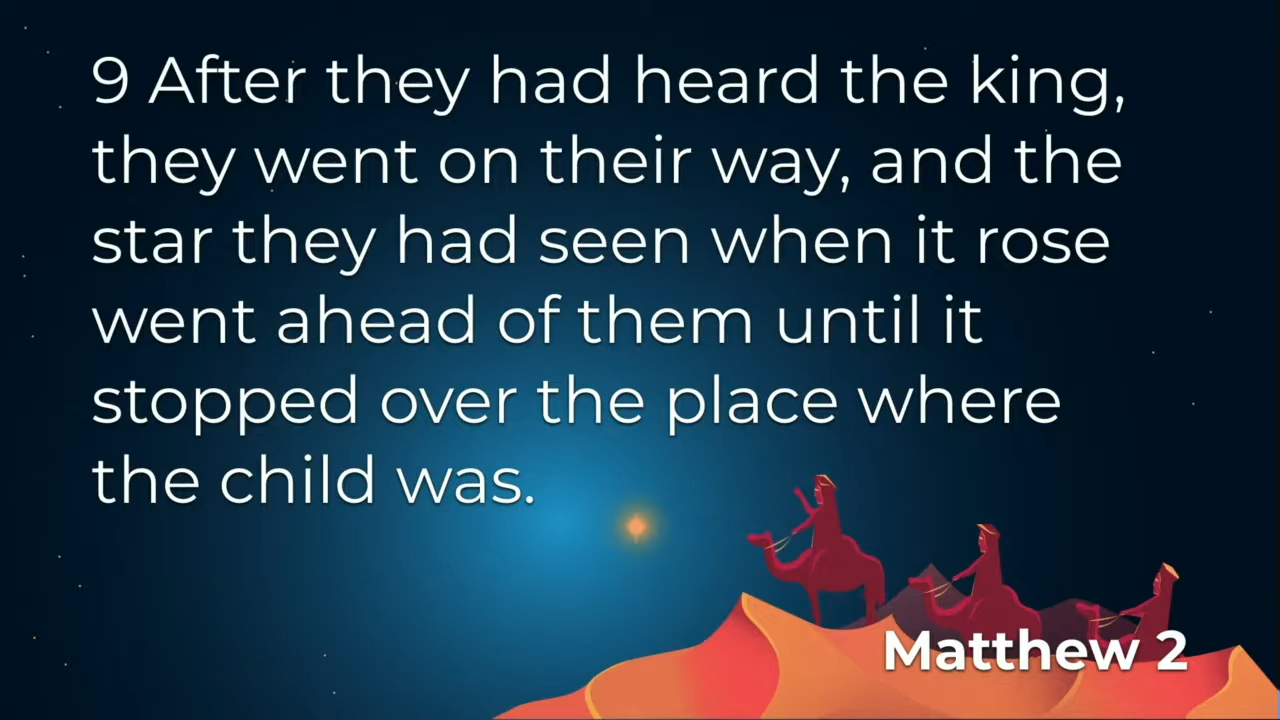 9 After they had heard the king,
they went on their way, and the
star they had seen when it rose
went ahead of them until it
stopped over the place where
the child was.
Matthew 2